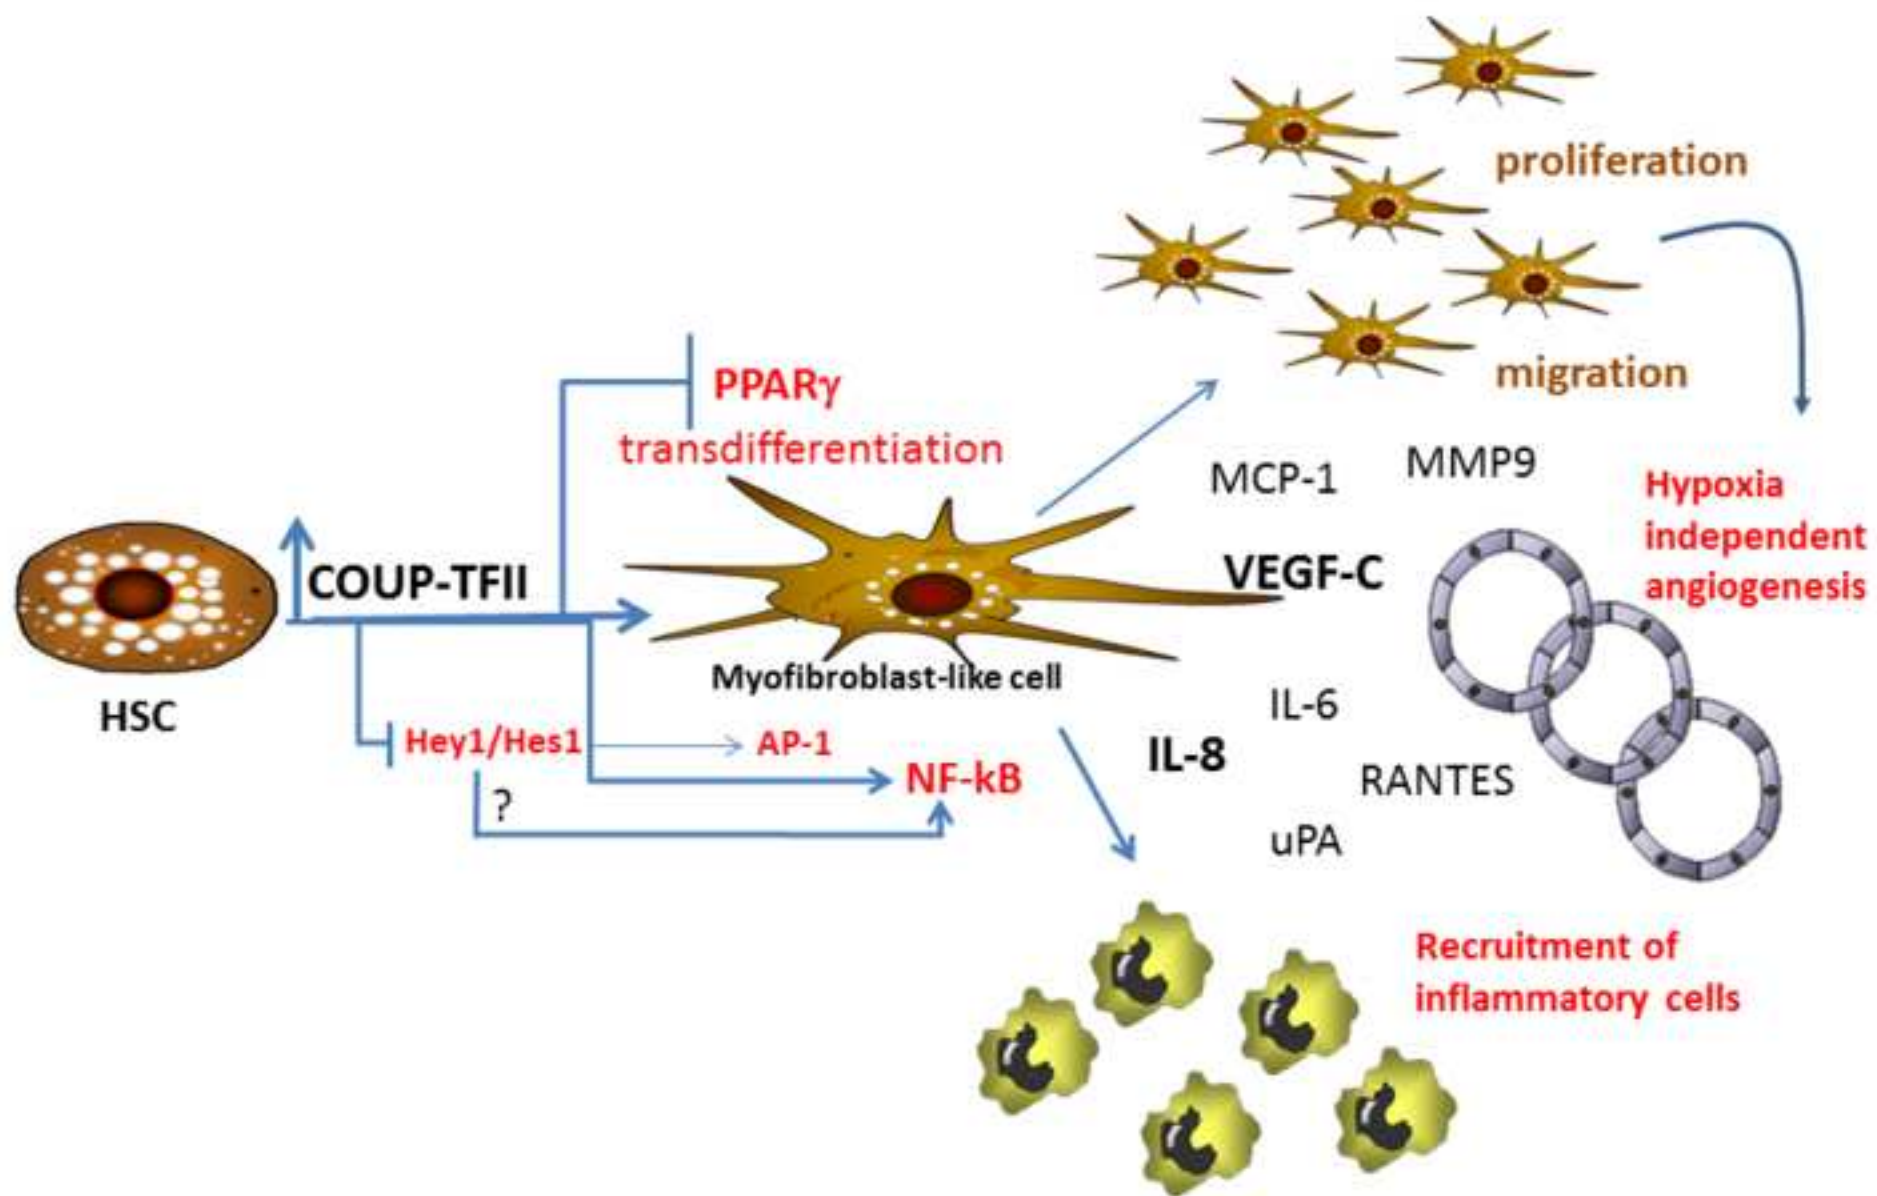 proliferation
migration
PPARγ
transdifferentiation
MCP-1
MMP9
Hypoxia
independent
angiogenesis
COUP-TFII
VEGF-C
HSC
Myofibroblast-like cell
IL-6
Hey1/Hes1
AP-1
IL-8
NF-kB
RANTES
?
uPA
Recruitment of
inflammatory cells